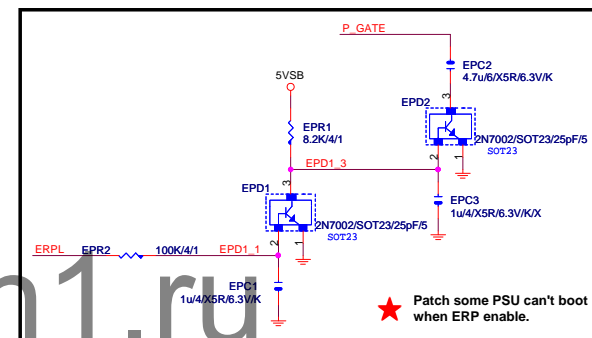 P_GATE
EPC2
4.7u/6/X5R/6.3V/K
5VSB
3
EPD2
EPR1
8.2K/4/1
2N7002/SOT23/25pF/5
SOT23
2
1
EPD1_3
3
EPD1
EPC3
1u/4/X5R/6.3V/K/X
2N7002/SOT23/25pF/5
SOT23
2
1
ERPL
EPR2
100K/4/1
EPD1_1
EPC1
1u/4/X5R/6.3V/K
Patch some PSU can't boot
when ERP enable.
1.ru